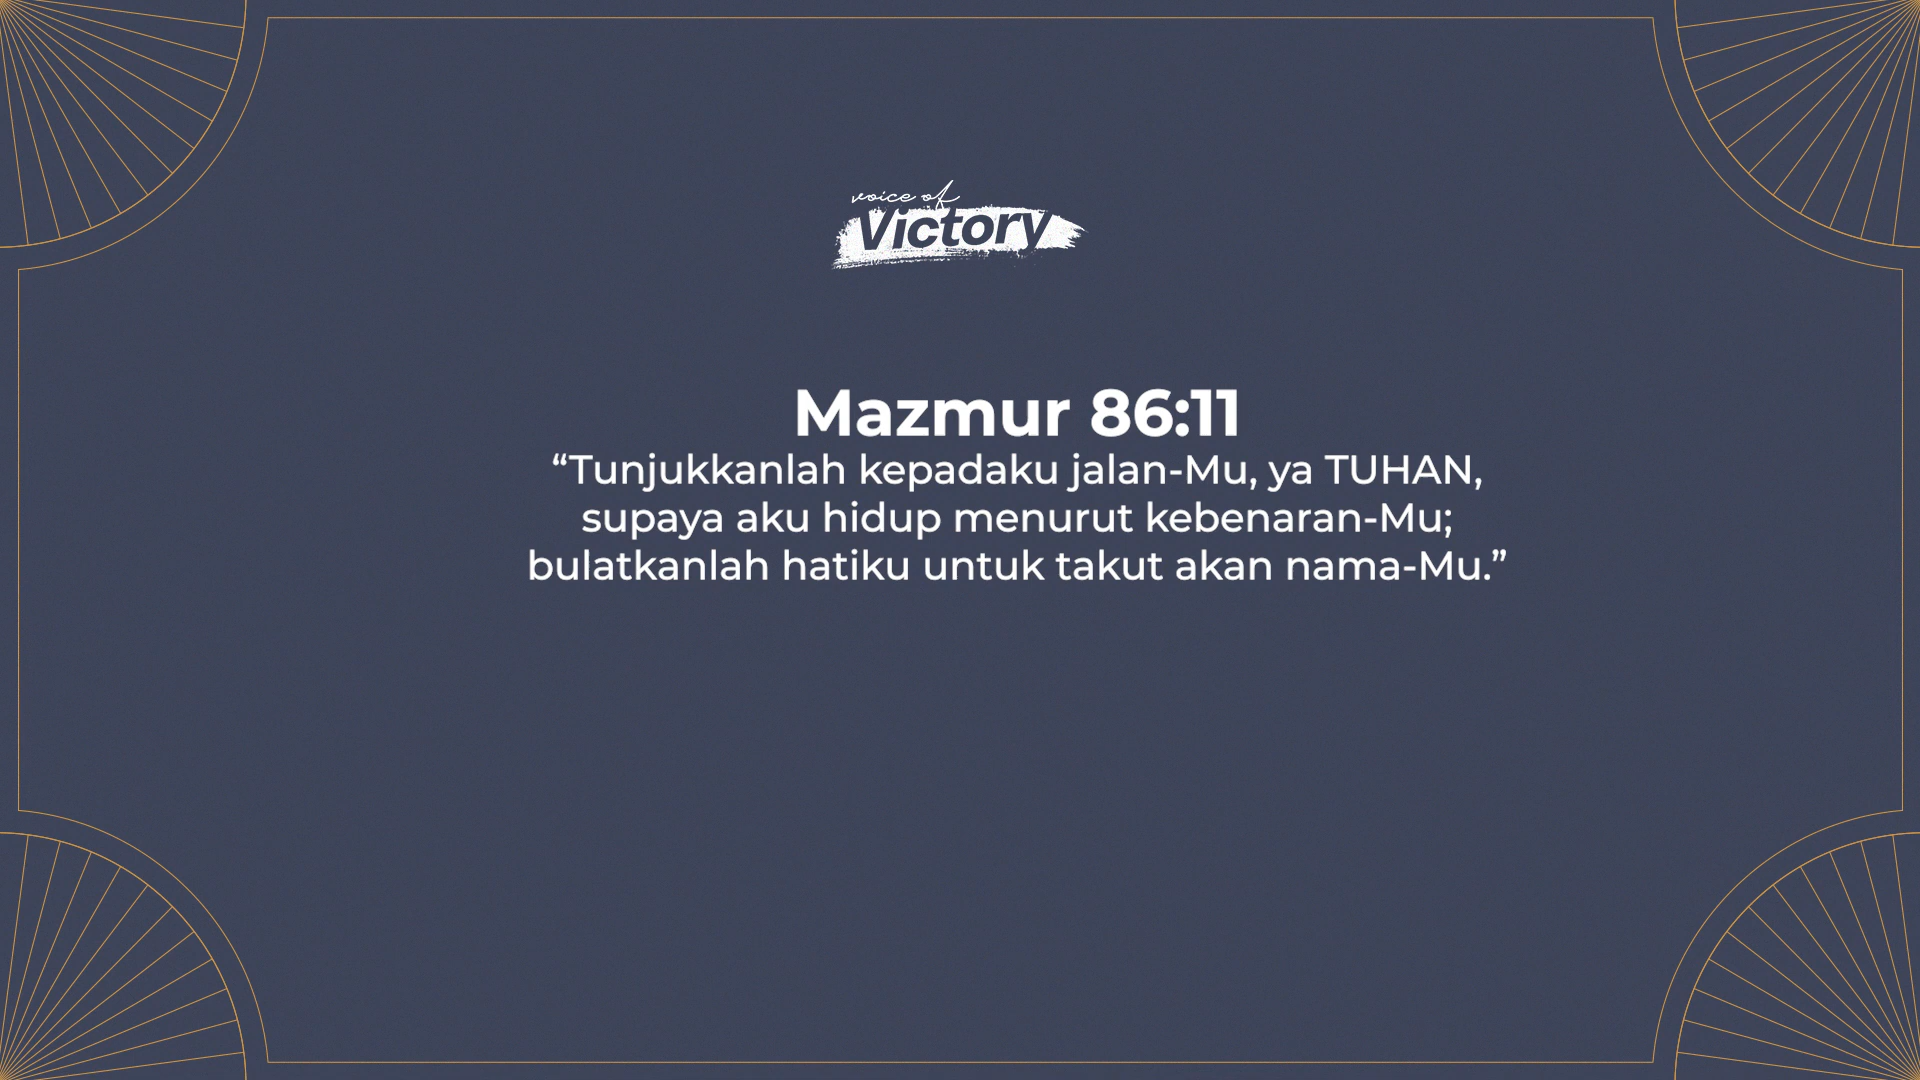 voice of
Victory
Mazmur 86:11
“Tunjukkanlah kepadaku jalan-Mu, ya TUHAN,
supaya aku hidup menurut kebenaran-Mu;
bulatkanlah hatiku untuk takut akan nama-Mu.”